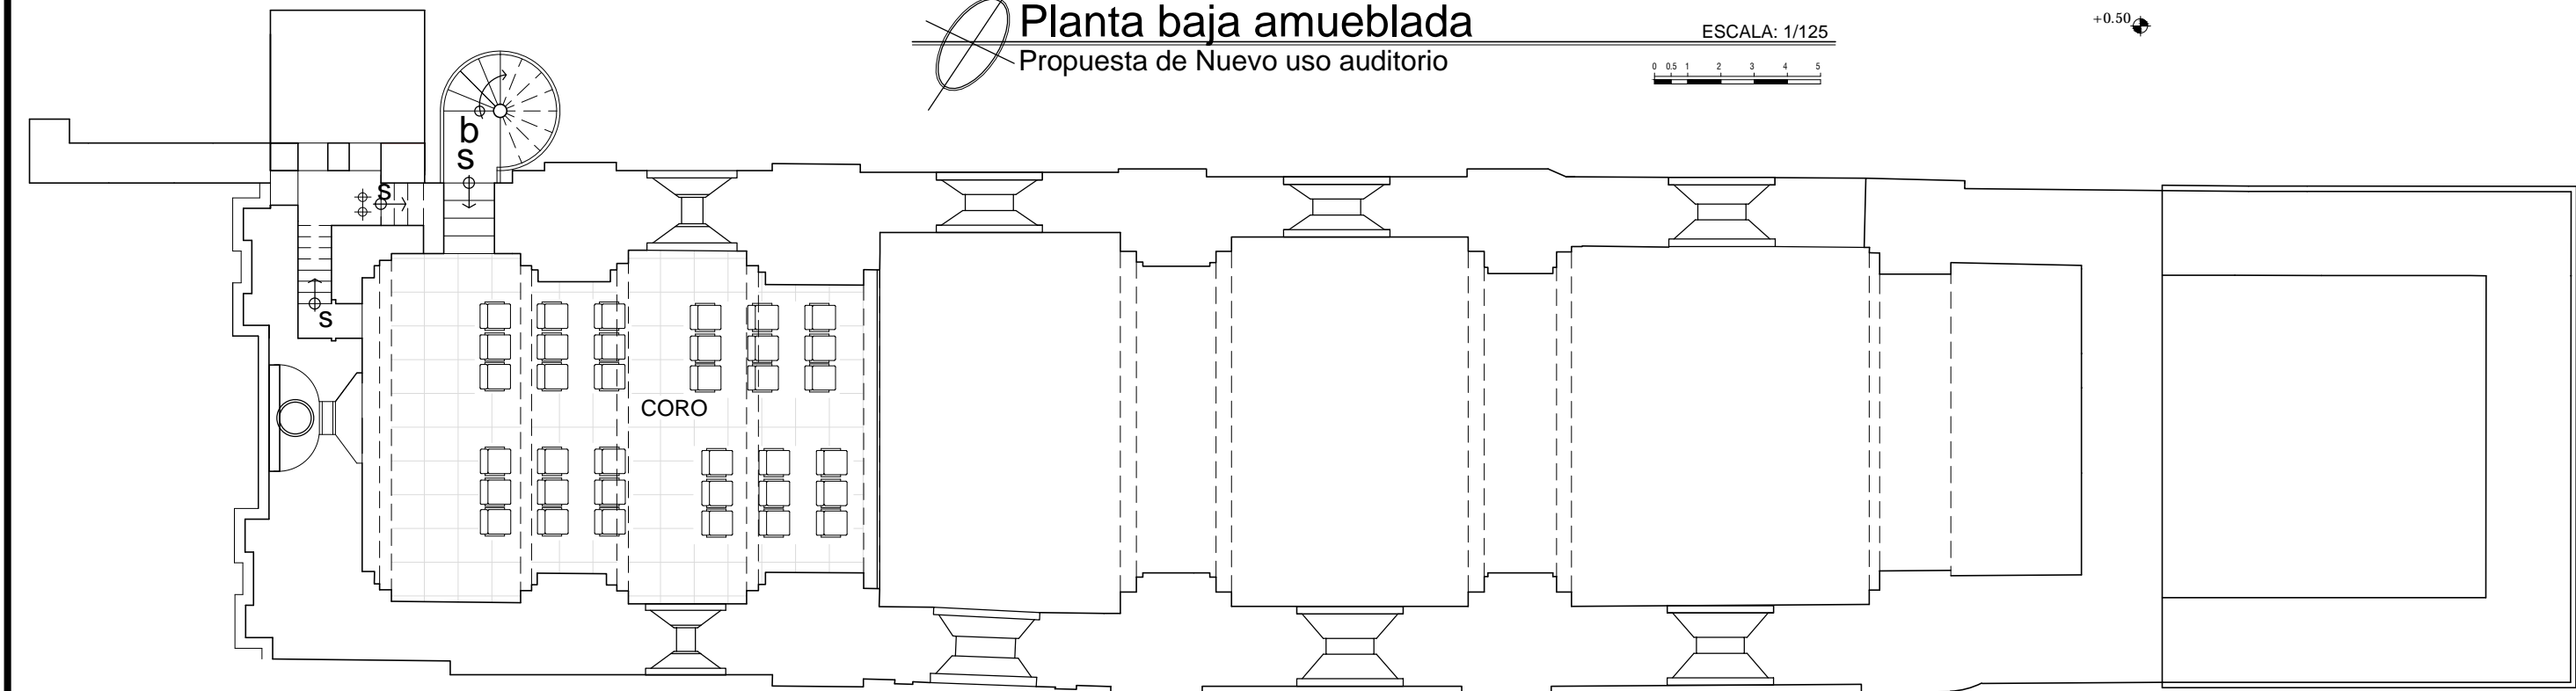 Planta baja amueblada
ESCALA: 1/125
+0.50
Propuesta de Nuevo uso auditorio
0 0.5 1 2 3 4 5
b
s
s
s
CORO